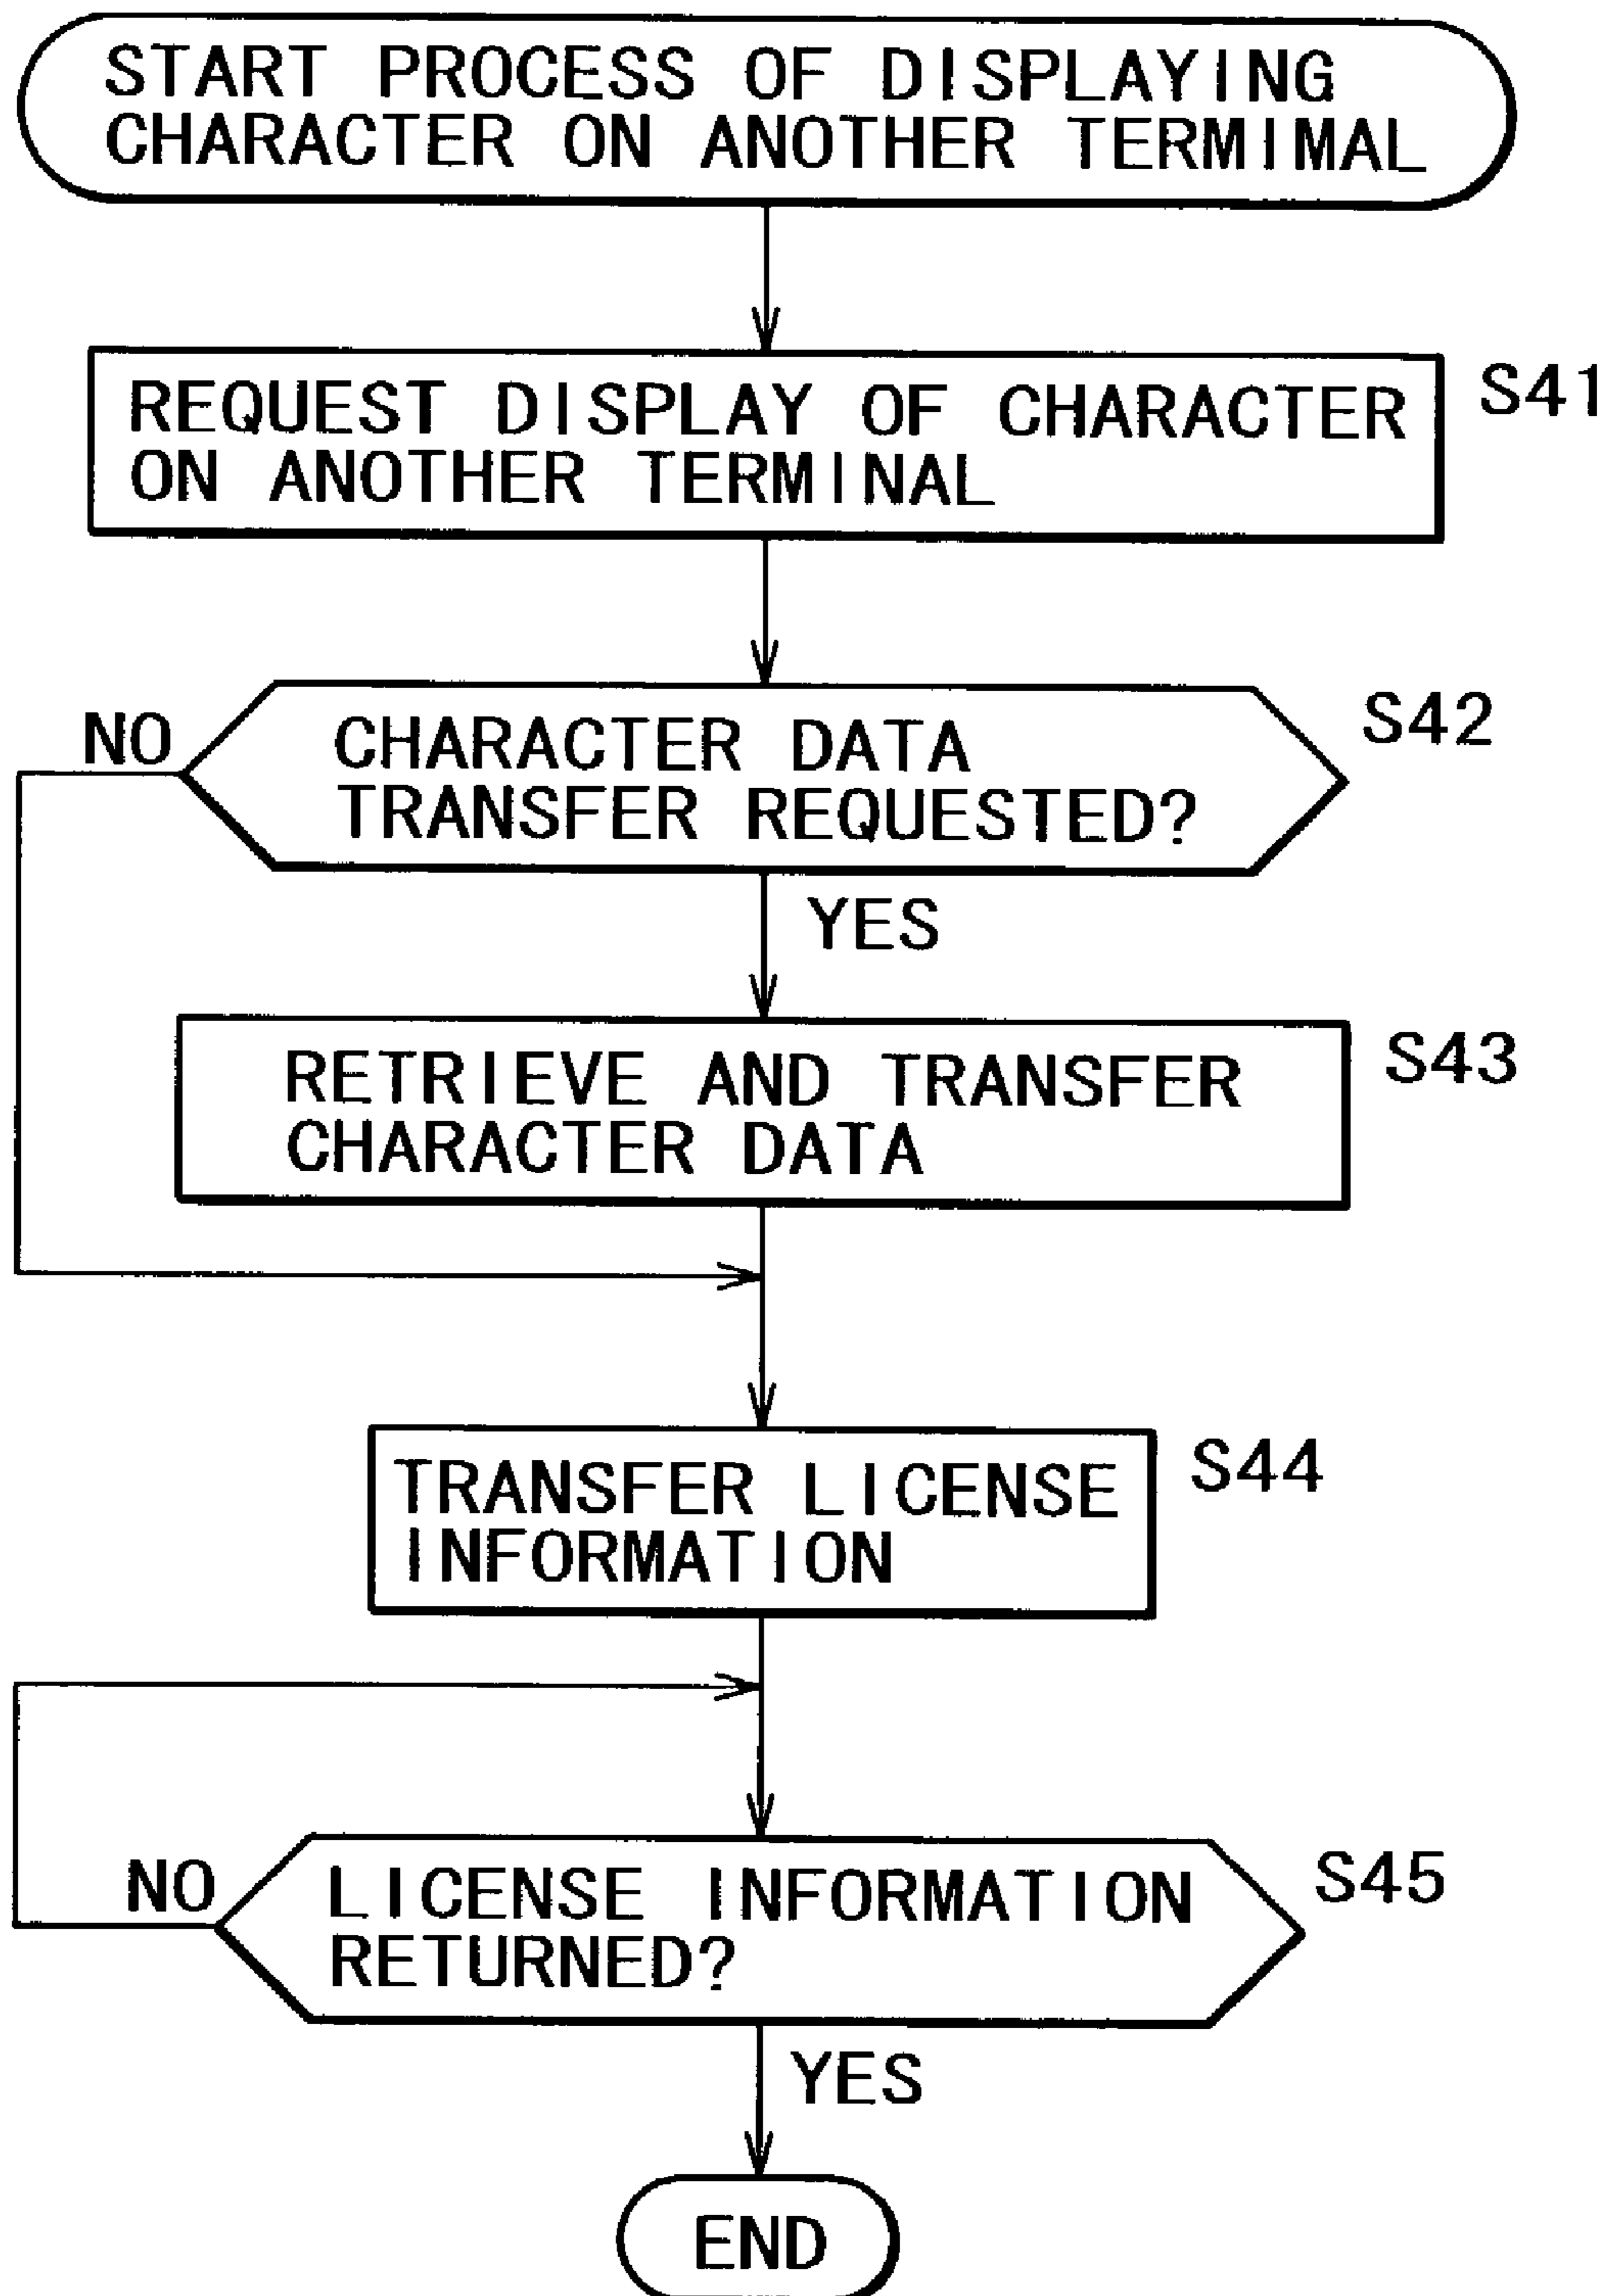 START PROCESS OF DISPLAYING
CHARACTER ON ANOTHER TERMIMAL
REQUEST DISPLAY OF CHARACTER
ON ANOTHER TERMINAL
S41
NO
CHARACTER DATA
TRANSFER REQUESTED?
S42
YES
RETRIEVE AND TRANSFER
CHARACTER DATA
S43
TRANSFER LICENSE
INFORMATION
S44
NO
LICENSE INFORMATION
RETURNED?
S45
YES
END